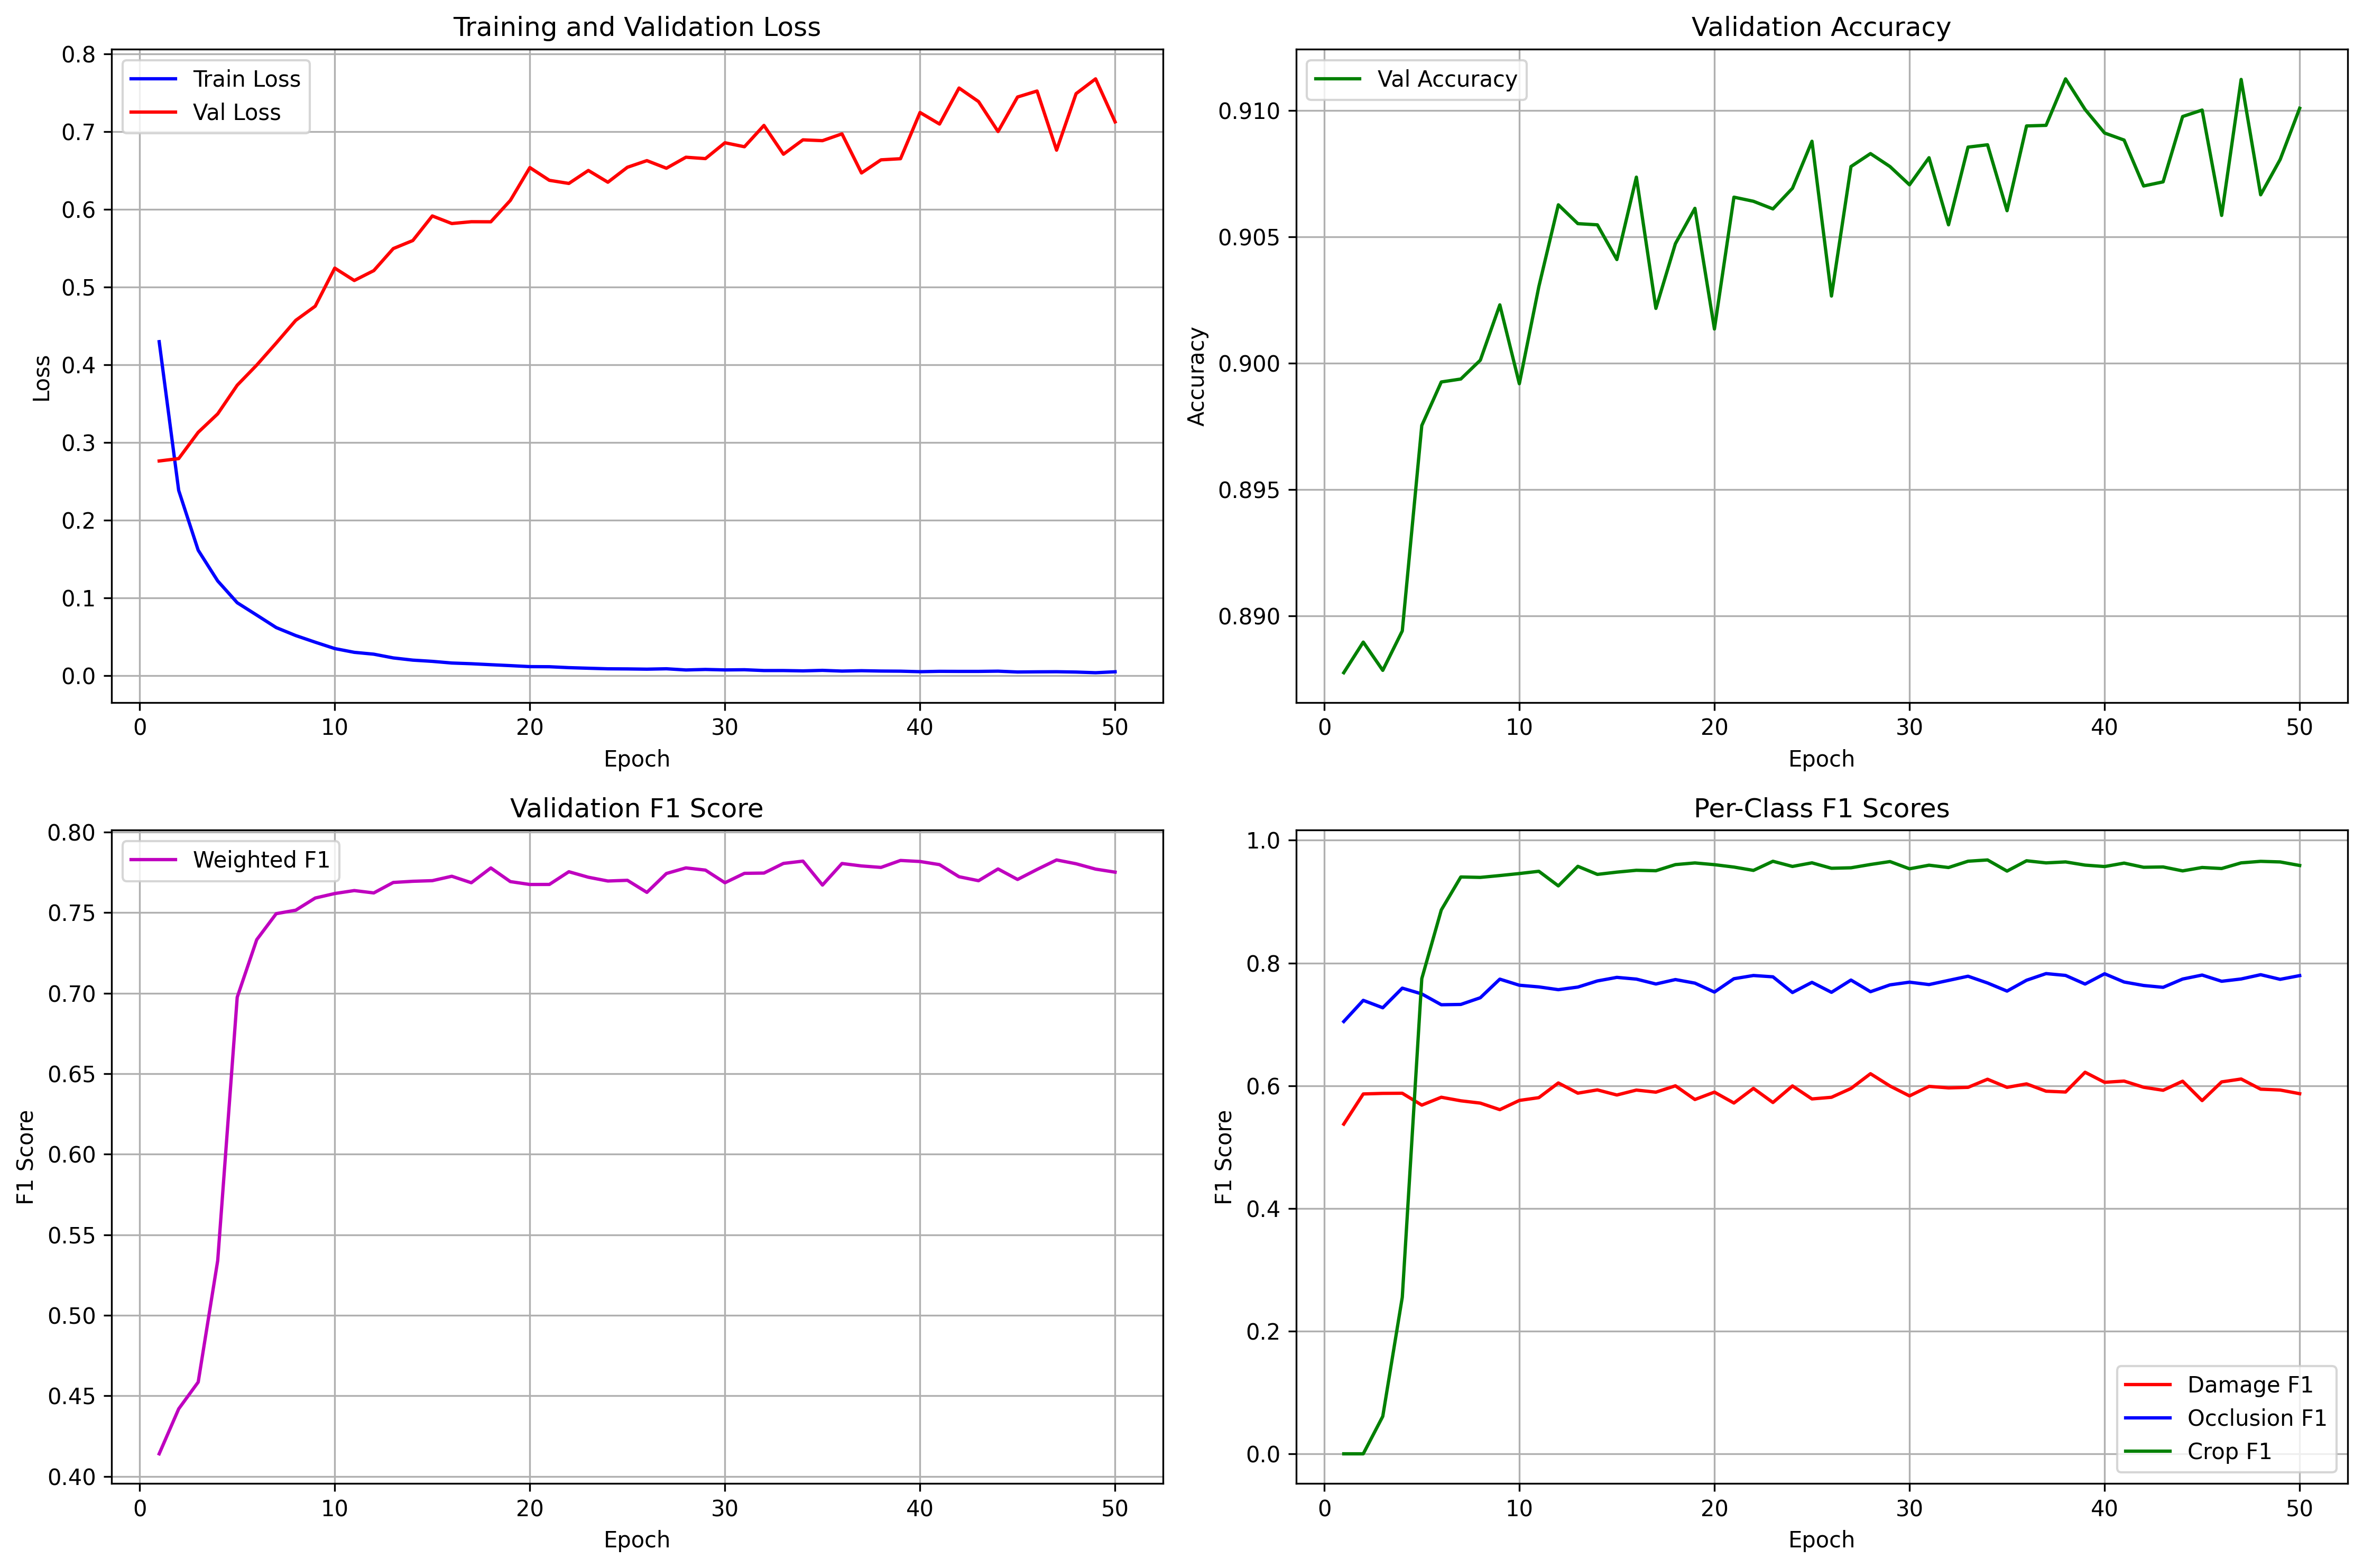 Training and Validation Loss
Train Loss
Val Loss
0.8
0.7
0.6
0.5
0.4
0.3
0.2
0.1
0.0
Loss
0 10 20 30 40 50
Epoch
Validation Accuracy
Val Accuracy
0.910
0.905
0.900
0.895
0.890
Accuracy
0 10 20 30 40 50
Epoch
Validation F1 Score
Weighted F1
0.80
0.75
0.70
0.65
0.60
0.55
0.50
0.45
0.40
F1 Score
0 10 20 30 40 50
Epoch
Per-Class F1 Scores
1.0
0.8
0.6
0.4
0.2
0.0
F1 Score
Damage F1
Occlusion F1
Crop F1
0 10 20 30 40 50
Epoch